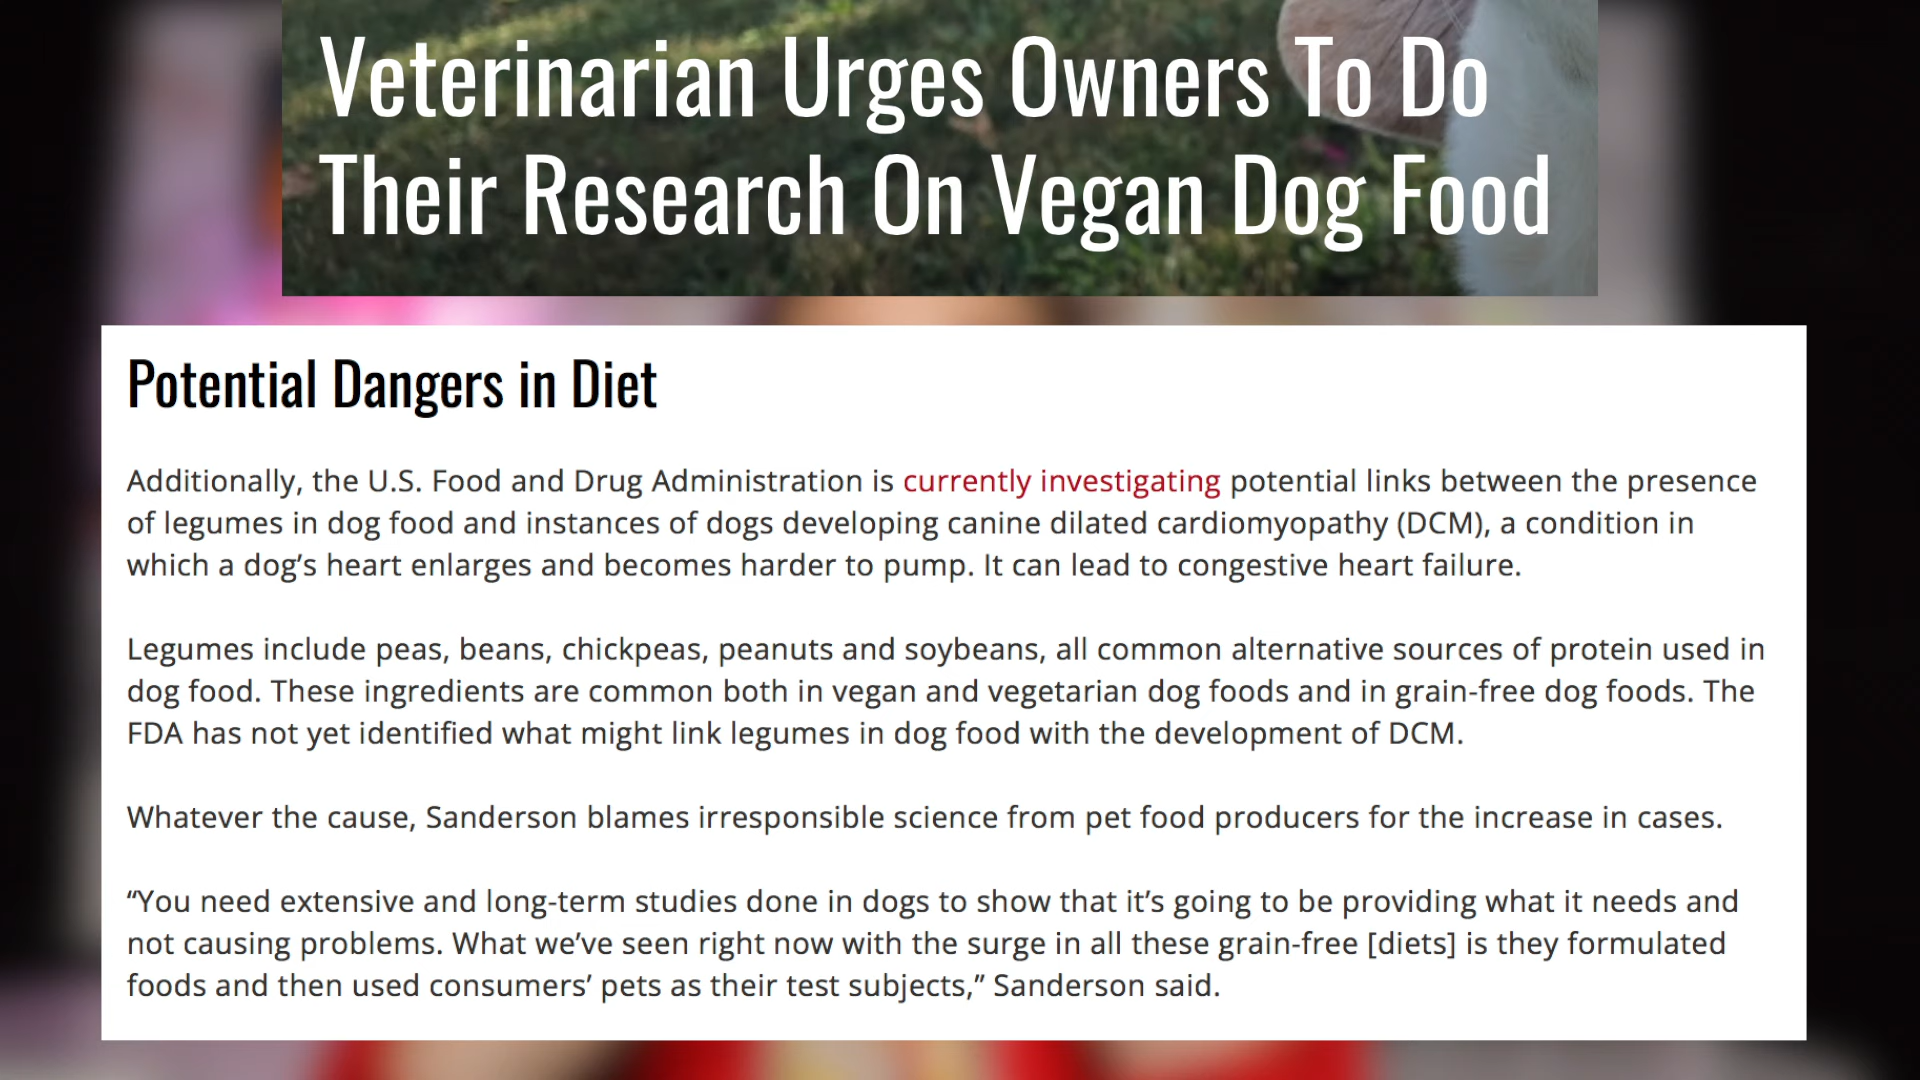 Veterinarian Urges Owners To Do
Their Research On Vegan Dog Food
Potential Dangers in Diet
Additionally, the U.S. Food and Drug Administration is currently investigating potential links between the presence
of legumes in dog food and instances of dogs developing canine dilated cardiomyopathy (DCM), a condition in
which a dog’s heart enlarges and becomes harder to pump. It can lead to congestive heart failure.
Legumes include peas, beans, chickpeas, peanuts and soybeans, all common alternative sources of protein used in
dog food. These ingredients are common both in vegan and vegetarian dog foods and in grain-free dog foods. The
FDA has not yet identified what might link legumes in dog food with the development of DCM.
Whatever the cause, Sanderson blames irresponsible science from pet food producers for the increase in cases.
“You need extensive and long-term studies done in dogs to show that it’s going to be providing what it needs and
not causing problems. What we’ve seen right now with the surge in all these grain-free [diets] is they formulated
foods and then used consumers’ pets as their test subjects,” Sanderson said.